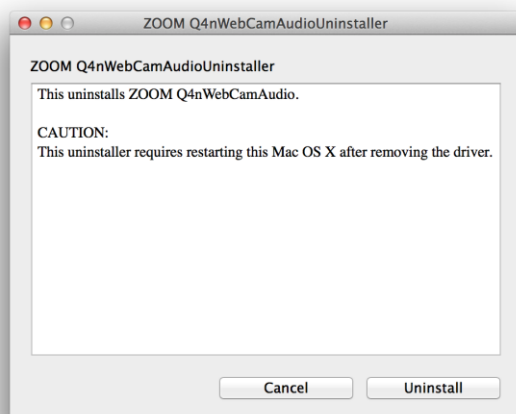 ZOOM Q4nWebCamAudioUninstaller
ZOOM Q4nWebCamAudioUninstaller
This uninstalls ZOOM Q4nWebCamAudio.
CAUTION:
This uninstaller requires restarting this Mac OS X after removing the driver.
Cancel
Uninstall